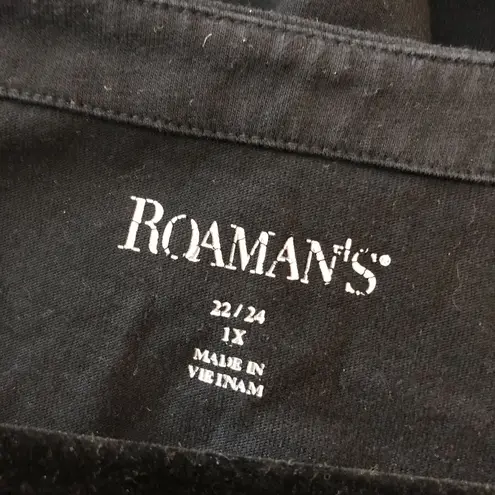 ROAMAN'S
22/24
1X
MADE IN
VIETNAM